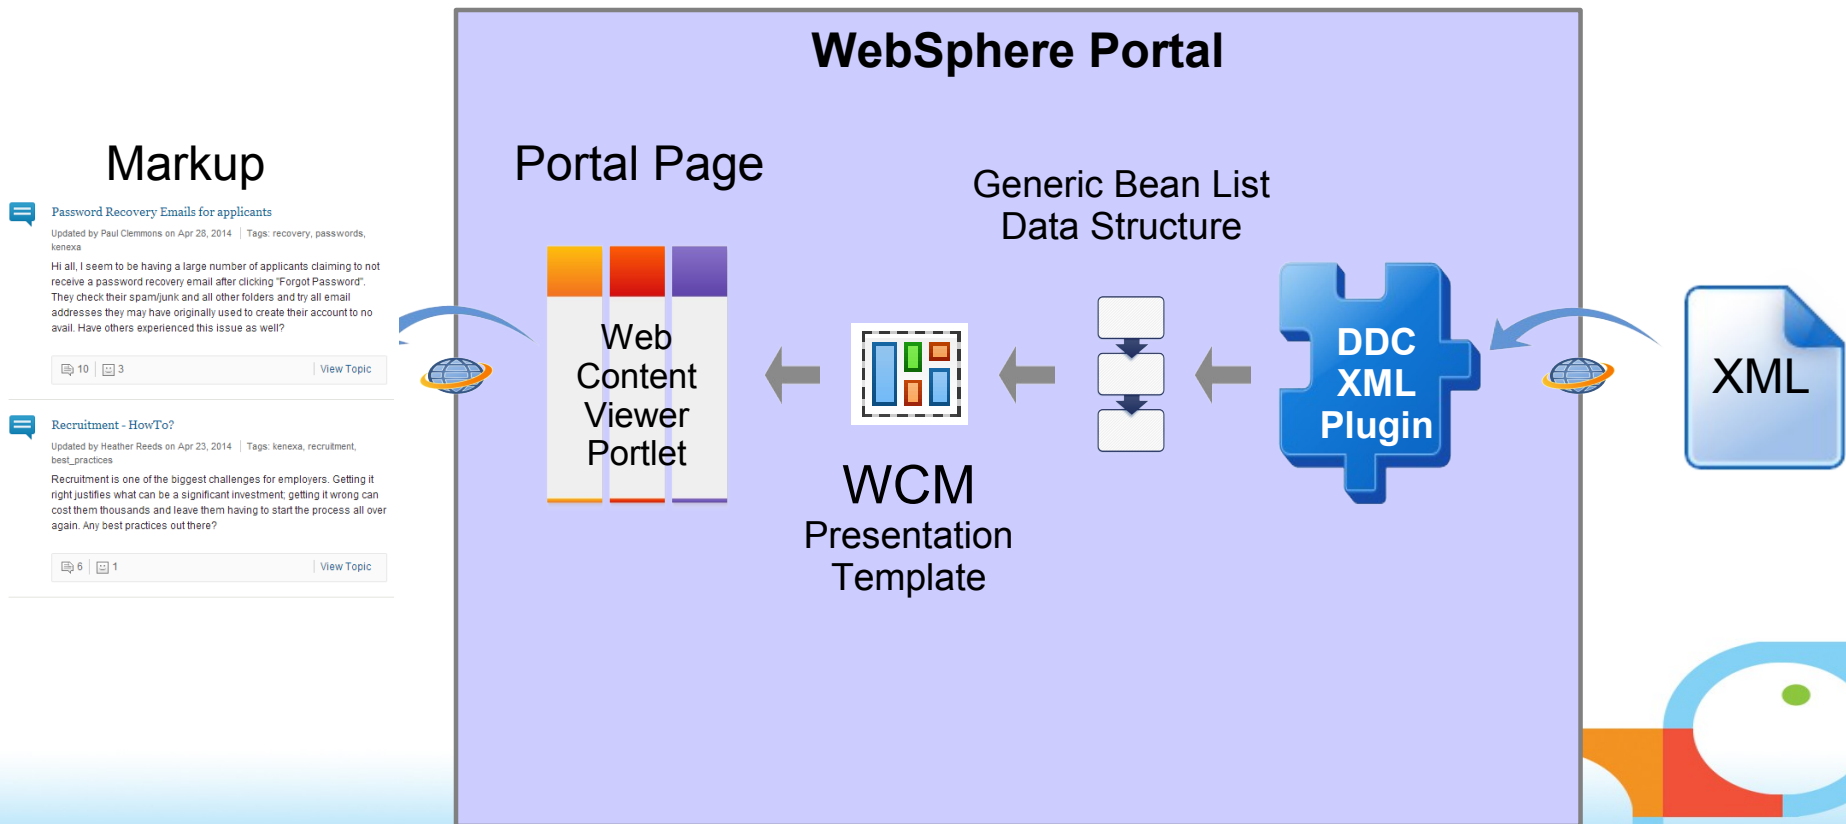 WebSphere Portal
Markup
Password Recovery Emails for applicants
Updated by Paul Clemmons on Apr 28, 2014 | Tags: recovery, passwords,
kenexa
Hi all, I seem to be having a large number of applicants claiming to not
receive a password recovery email after clicking "Forgot Password".
They check their spam/junk and all other folders and try all email
addresses they may have originally used to create their account to no
avail. Have others experienced this issue as well?
10 | 3 | View Topic
Recruitment - HowTo?
Updated by Heather Reeds on Apr 23, 2014 | Tags: kenexa, recruitment,
best_practices
Recruitment is one of the biggest challenges for employers. Getting it
right justifies what can be a significant investment; getting it wrong can
cost them thousands and leave them having to start the process all over
again. Any best practices out there?
6 | 1 | View Topic
Portal Page
Web
Content
Viewer
Portlet
WCM
Presentation
Template
Generic Bean List
Data Structure
DDC
XML
Plugin
XML